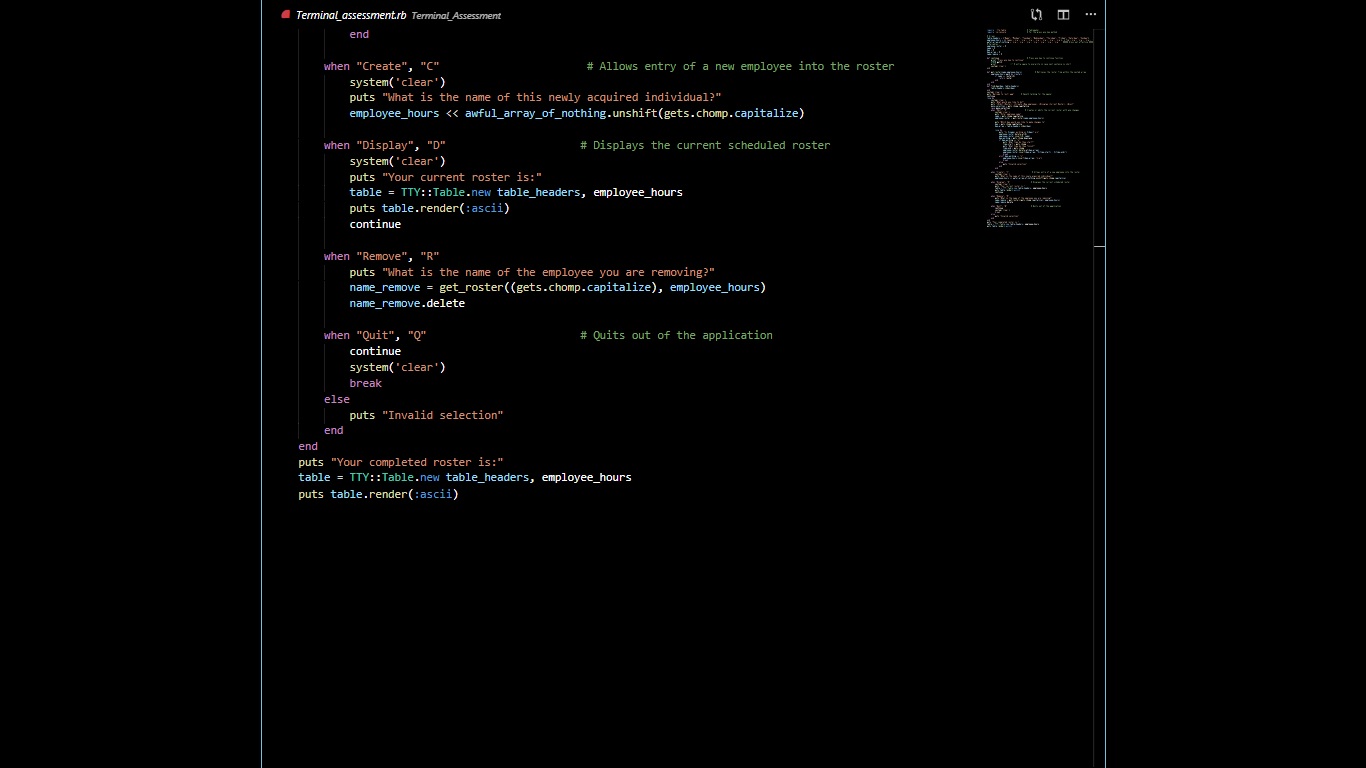 Terminal_assessment.rb Terminal_Assessment
end
when "Create", "C" # Allows entry of a new employee into the roster
system('clear')
puts "What is the name of this newly acquired individual?"
employee_hours << awful_array_of_nothing.unshift(gets.chomp.capitalize)
when "Display", "D" # Displays the current scheduled roster
system('clear')
puts "Your current roster is:"
table = TTY::Table.new table_headers, employee_hours
puts table.render(:ascii)
continue
when "Remove", "R"
puts "What is the name of the employee you are removing?"
name_remove = get_roster((gets.chomp.capitalize), employee_hours)
name_remove.delete
when "Quit", "Q" # Quits out of the application
continue
system('clear')
break
else
puts "Invalid selection"
end
end
puts "Your completed roster is:"
table = TTY::Table.new table_headers, employee_hours
puts table.render(:ascii)